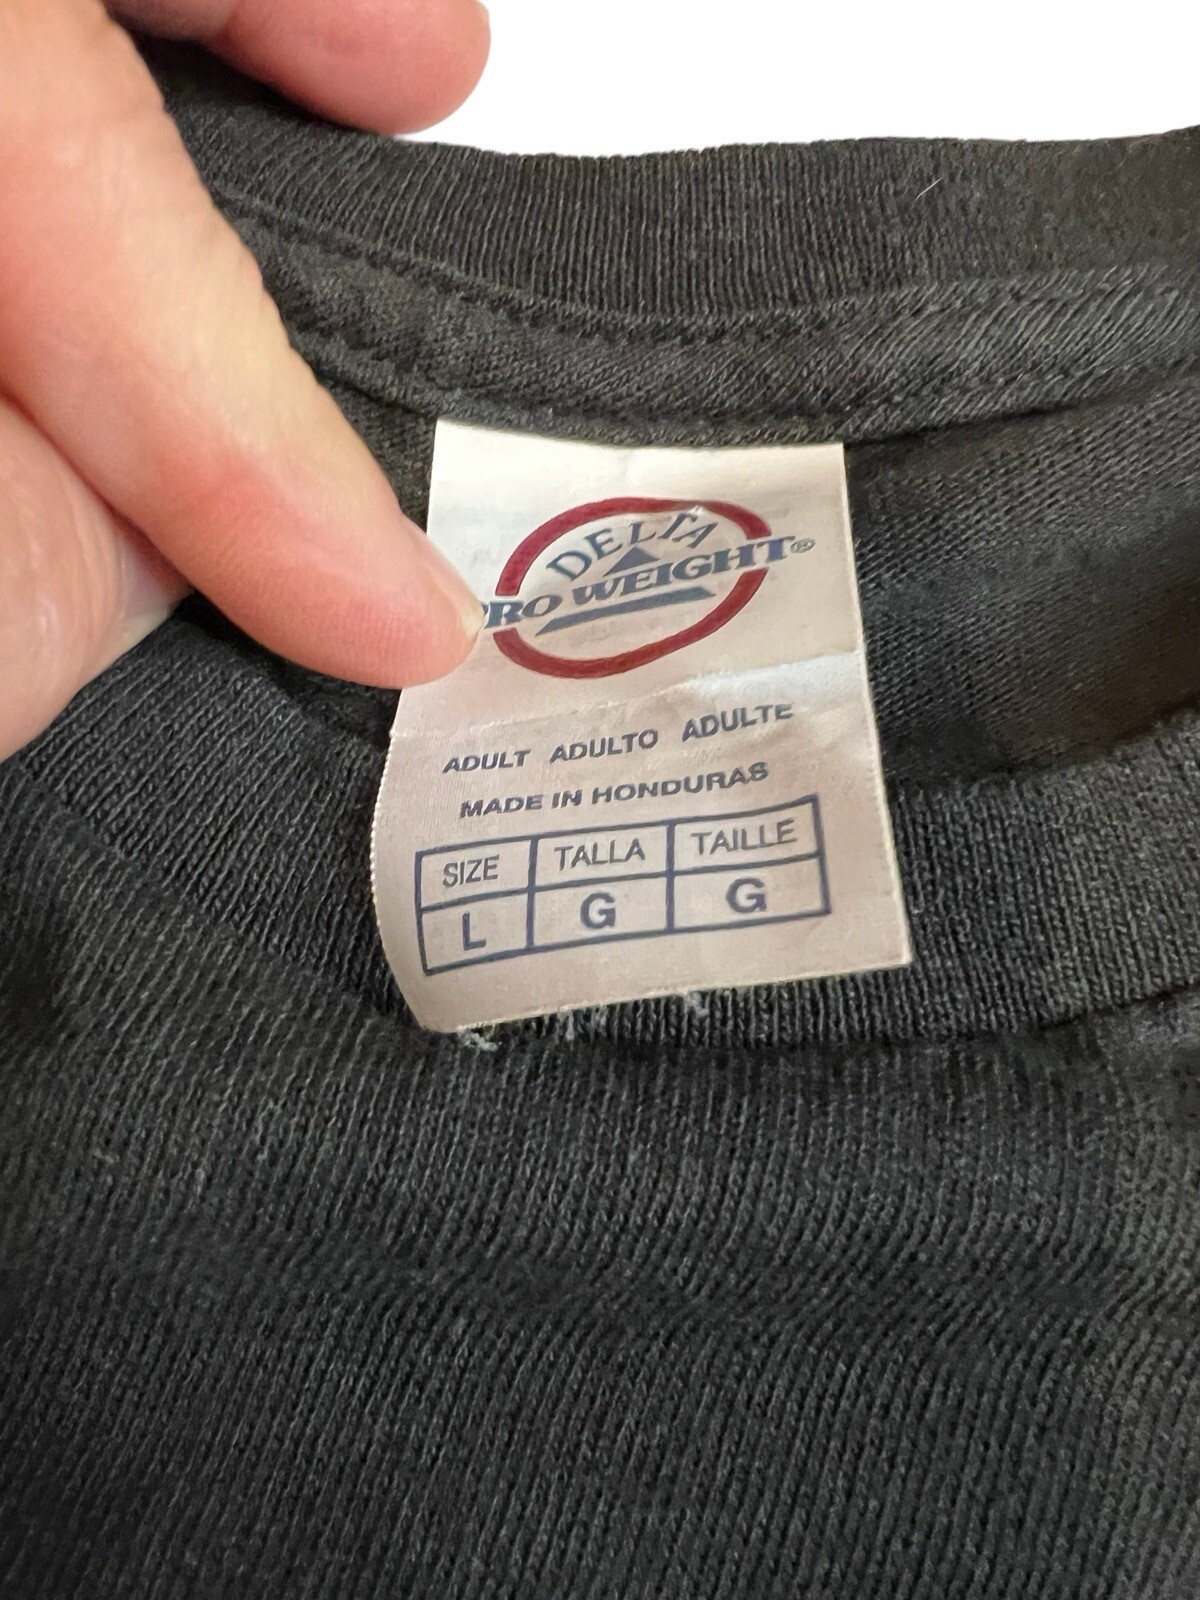 DELTA
PRO WEIGHT®
ADULT ADULTO ADULTE
MADE IN HONDURAS
SIZE TALLA TAILLE
L G G